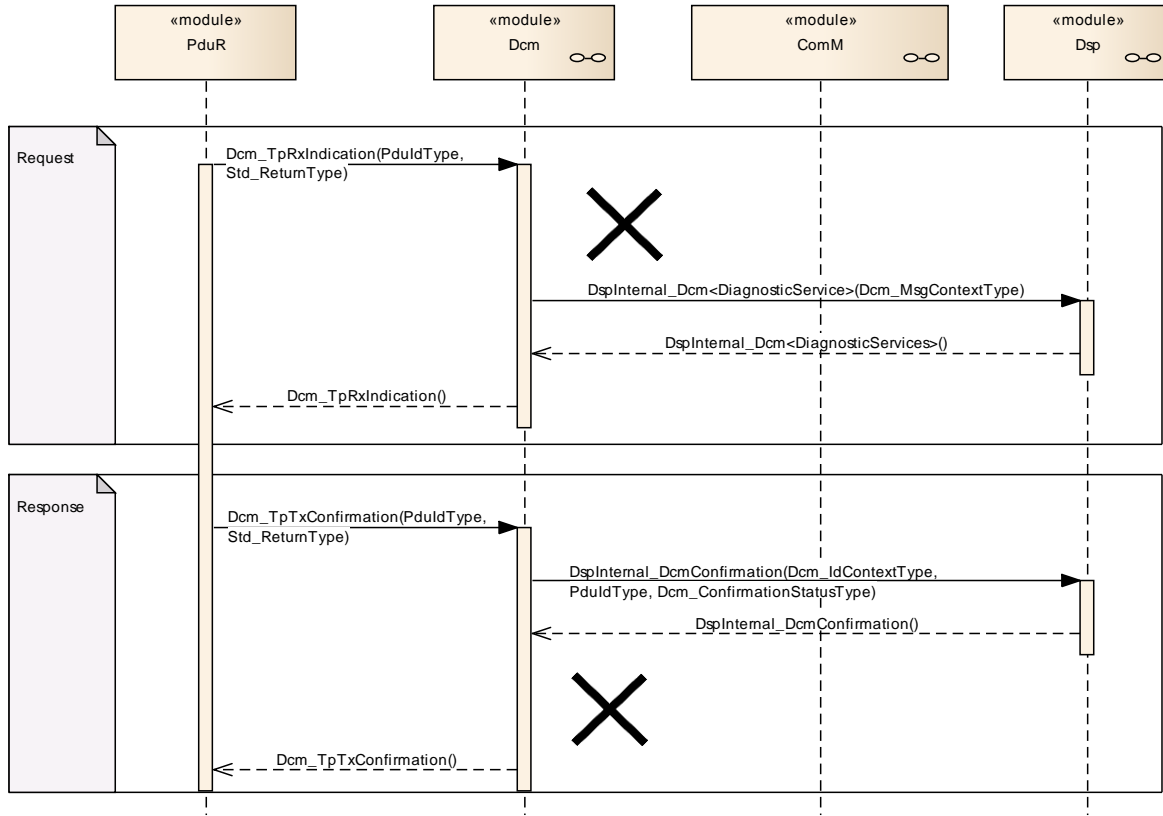 «module»
PduR
«module»
Dcm
«module»
ComM
«module»
Dsp
Request
Dcm_TpRxIndication(PduIdType,
Std_ReturnType)
DspInternal_Dcm<DiagnosticService>(Dcm_MsgContextType)
DspInternal_Dcm<DiagnosticServices>()
Dcm_TpRxIndication()
Response
Dcm_TpTxConfirmation(PduIdType,
Std_ReturnType)
DspInternal_DcmConfirmation(Dcm_IdContextType,
PduIdType, Dcm_ConfirmationStatusType)
DspInternal_DcmConfirmation()
Dcm_TpTxConfirmation()